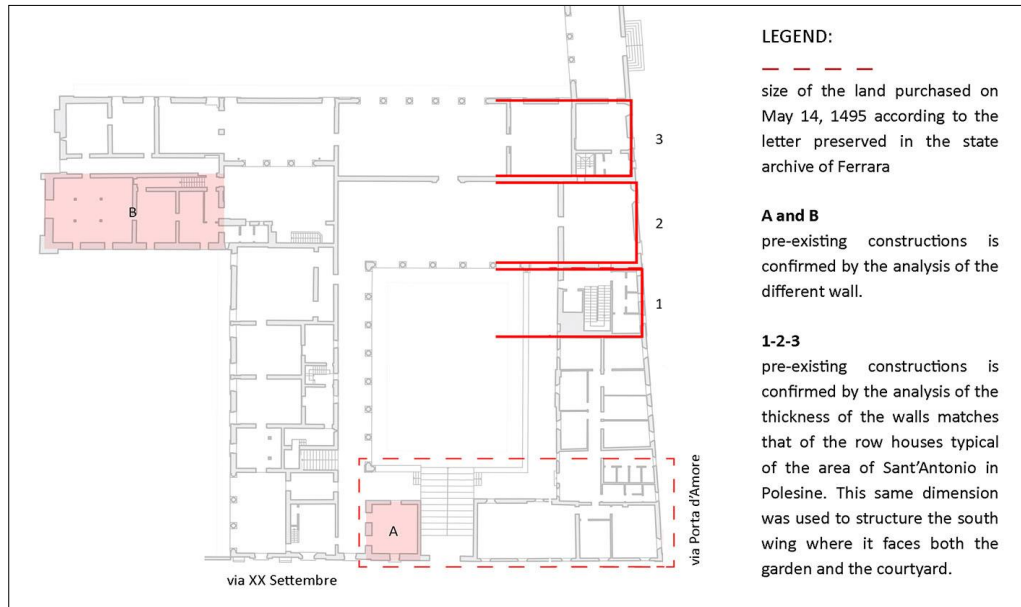 LEGEND:
size of the land purchased on
May 14, 1495 according to the
letter preserved in the state
archive of Ferrara
A and B
pre-existing constructions is
confirmed by the analysis of the
different wall.
1-2-3
pre-existing constructions is
confirmed by the analysis of the
thickness of the walls matches
that of the row houses typical
of the area of Sant'Antonio in
Polesine. This same dimension
was used to structure the south
wing where it faces both the
garden and the courtyard.
3
2
1
B
A
via XX Settembre
via Porta d'Amore